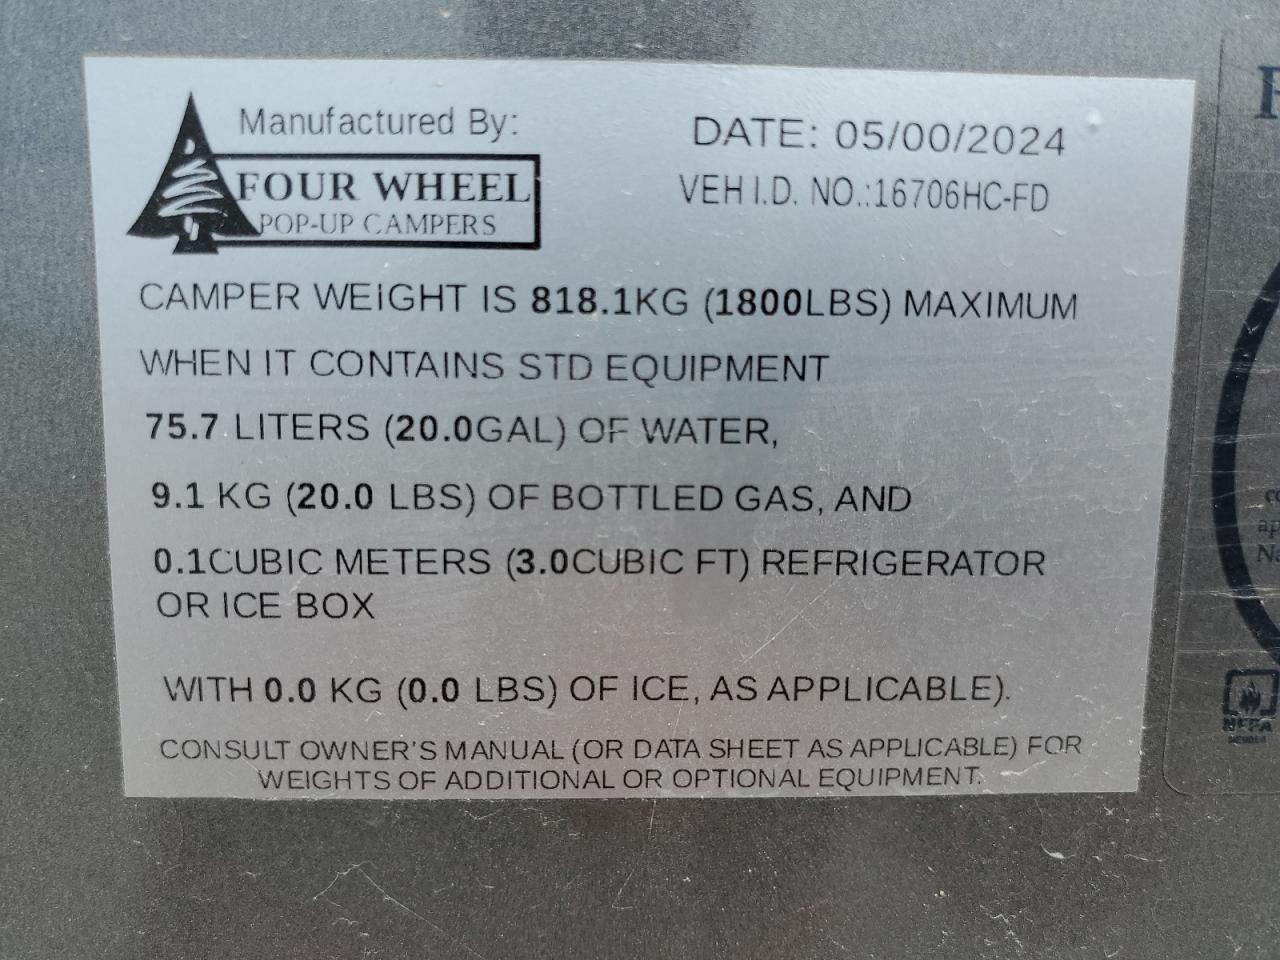 Manufactured By:
FOUR WHEEL
POP-UP CAMPERS
DATE: 05/00/2024
VEH I.D. NO.:16706HC-FD
CAMPER WEIGHT IS 818.1KG (1800LBS) MAXIMUM
WHEN IT CONTAINS STD EQUIPMENT
75.7 LITERS (20.0GAL) OF WATER,
9.1 KG (20.0 LBS) OF BOTTLED GAS, AND
0.1CUBIC METERS (3.0CUBIC FT) REFRIGERATOR
OR ICE BOX
WITH 0.0 KG (0.0 LBS) OF ICE, AS APPLICABLE).
CONSULT OWNER'S MANUAL (OR DATA SHEET AS APPLICABLE) FOR
WEIGHTS OF ADDITIONAL OR OPTIONAL EQUIPMENT.
NFPA